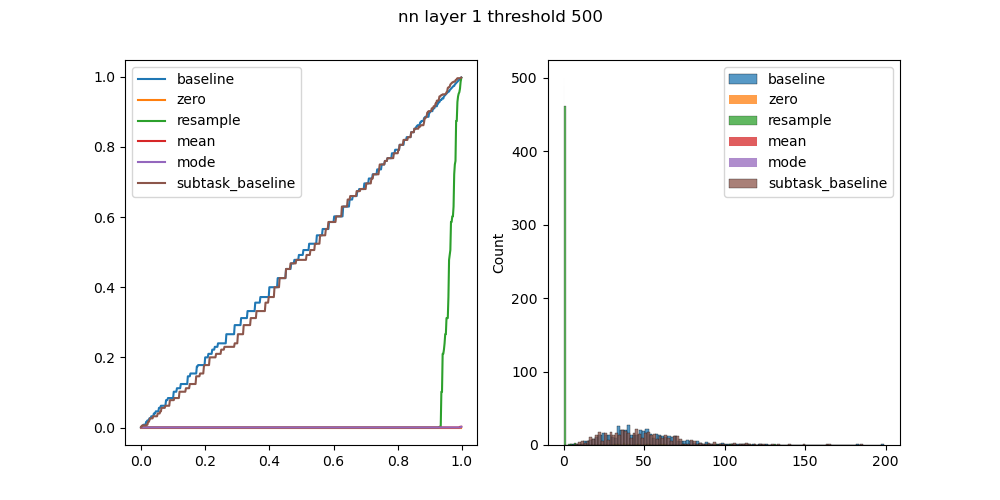 nn layer 1 threshold 500
baseline
zero
resample
mean
mode
subtask_baseline
1.0
0.8
0.6
0.4
0.2
0.0
0.0 0.2 0.4 0.6 0.8 1.0
baseline
zero
resample
mean
mode
subtask_baseline
Count
500
400
300
200
100
0
0 50 100 150 200